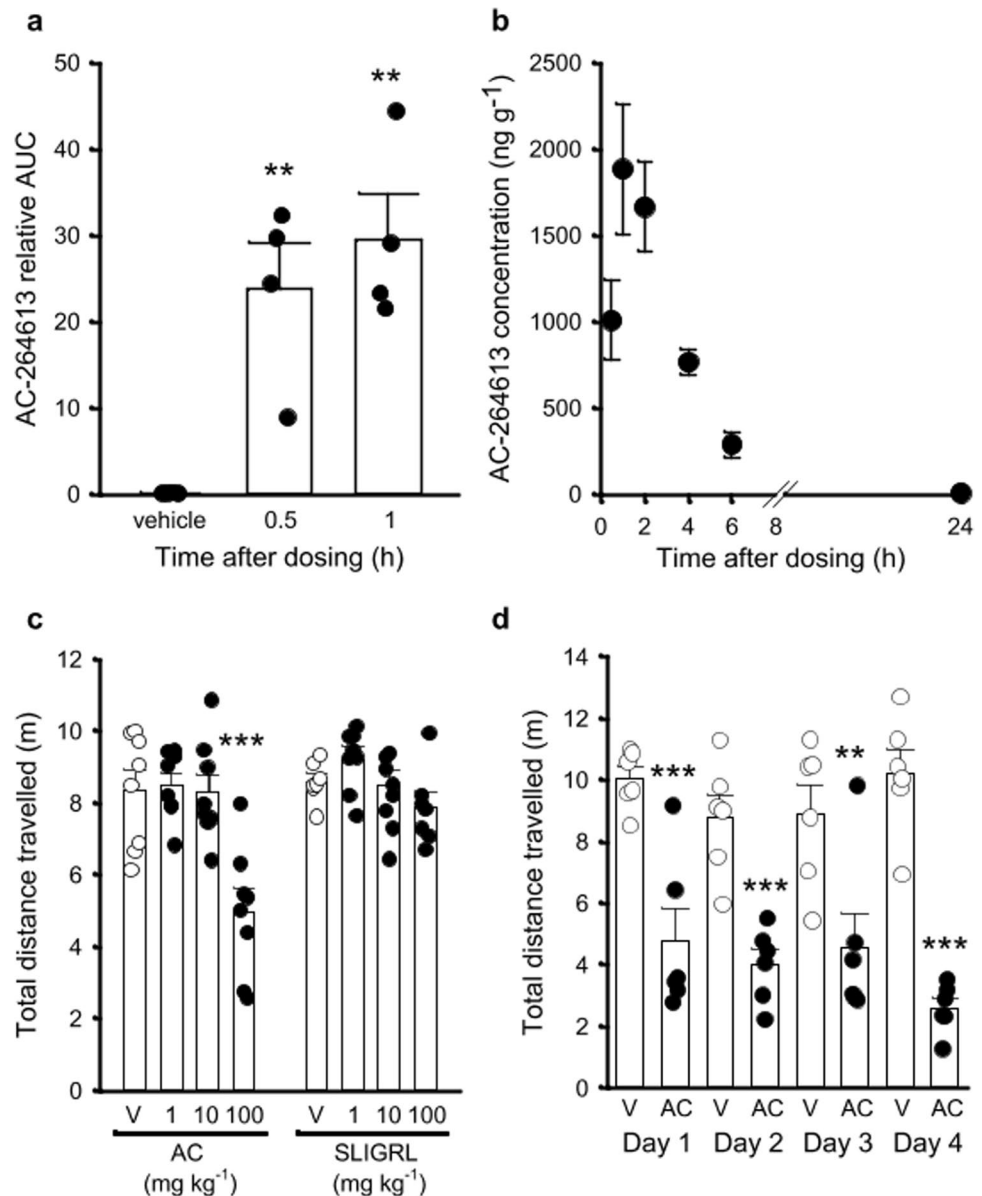 a
AC-264613 relative AUC
50
40
30
20
10
0
**
**
vehicle 0.5 1
Time after dosing (h)
b
AC-264613 concentration (ng g⁻¹)
2500
2000
1500
1000
500
0
0 2 4 6 8 24
Time after dosing (h)
c
Total distance travelled (m)
12
10
8
6
4
2
0
***
V 1 10 100 V 1 10 100
AC SLIGRL
(mg kg⁻¹) (mg kg⁻¹)
d
Total distance travelled (m)
14
12
10
8
6
4
2
0
***
***
**
***
V AC V AC V AC V AC
Day 1 Day 2 Day 3 Day 4